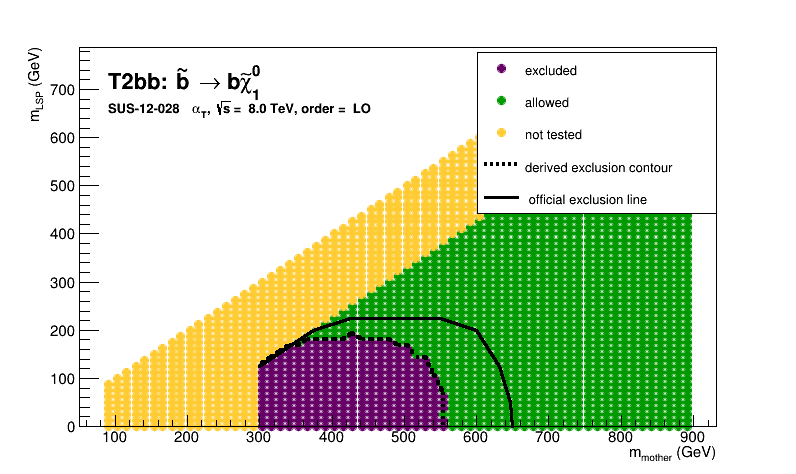 T2bb: b̃ → bχ̃₁⁰
SUS-12-028 α_T, √s = 8.0 TeV, order = LO
excluded
allowed
not tested
derived exclusion contour
official exclusion line
m_LSP (GeV)
700
600
500
400
300
200
100
0
100 200 300 400 500 600 700 800 900
m_mother (GeV)